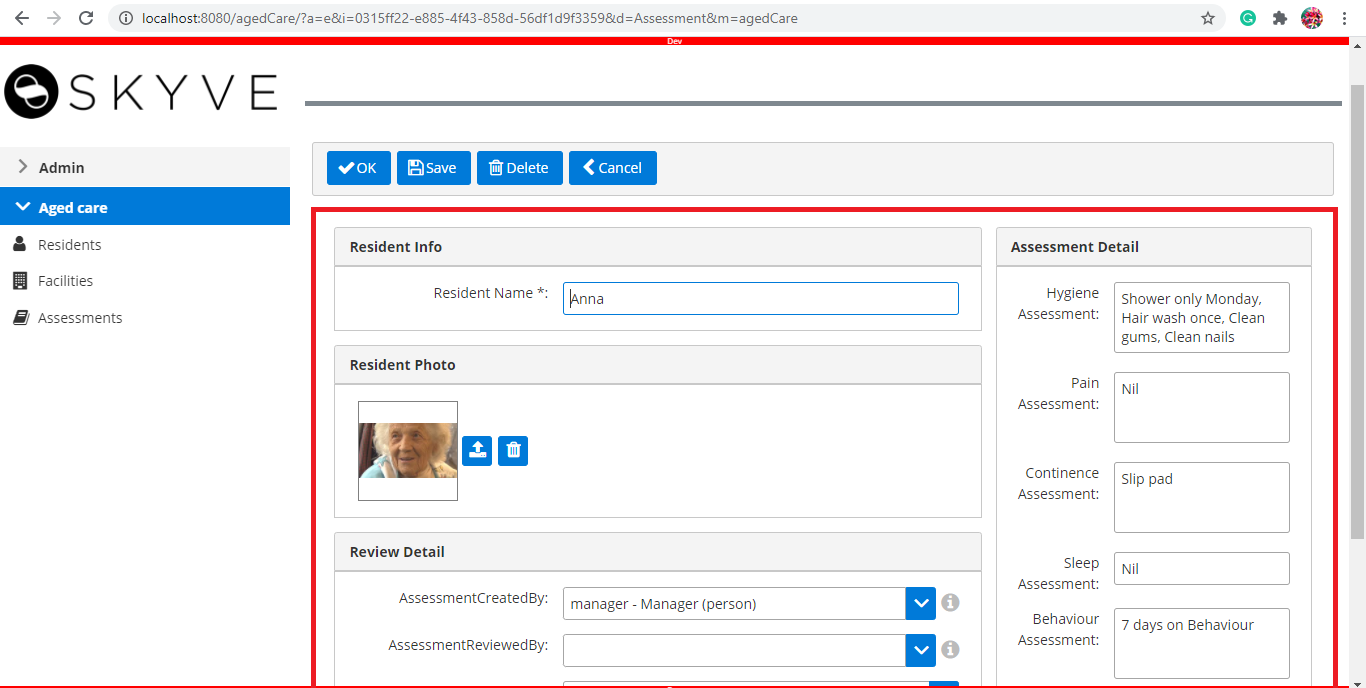 localhost:8080/agedCare/?a=e&i=0315ff22-e885-4f43-858d-56df1d9f3359&d=Assessment&m=agedCare
Dev
SKYVE
Admin
Aged care
Residents
Facilities
Assessments
OK Save Delete Cancel
Resident Info
Resident Name *: Anna
Resident Photo
Review Detail
AssessmentCreatedBy: manager - Manager (person)
AssessmentReviewedBy:
Assessment Detail
Hygiene
Assessment:
Shower only Monday,
Hair wash once, Clean
gums, Clean nails
Pain
Assessment:
Nil
Continence
Assessment:
Slip pad
Sleep
Assessment:
Nil
Behaviour
Assessment:
7 days on Behaviour